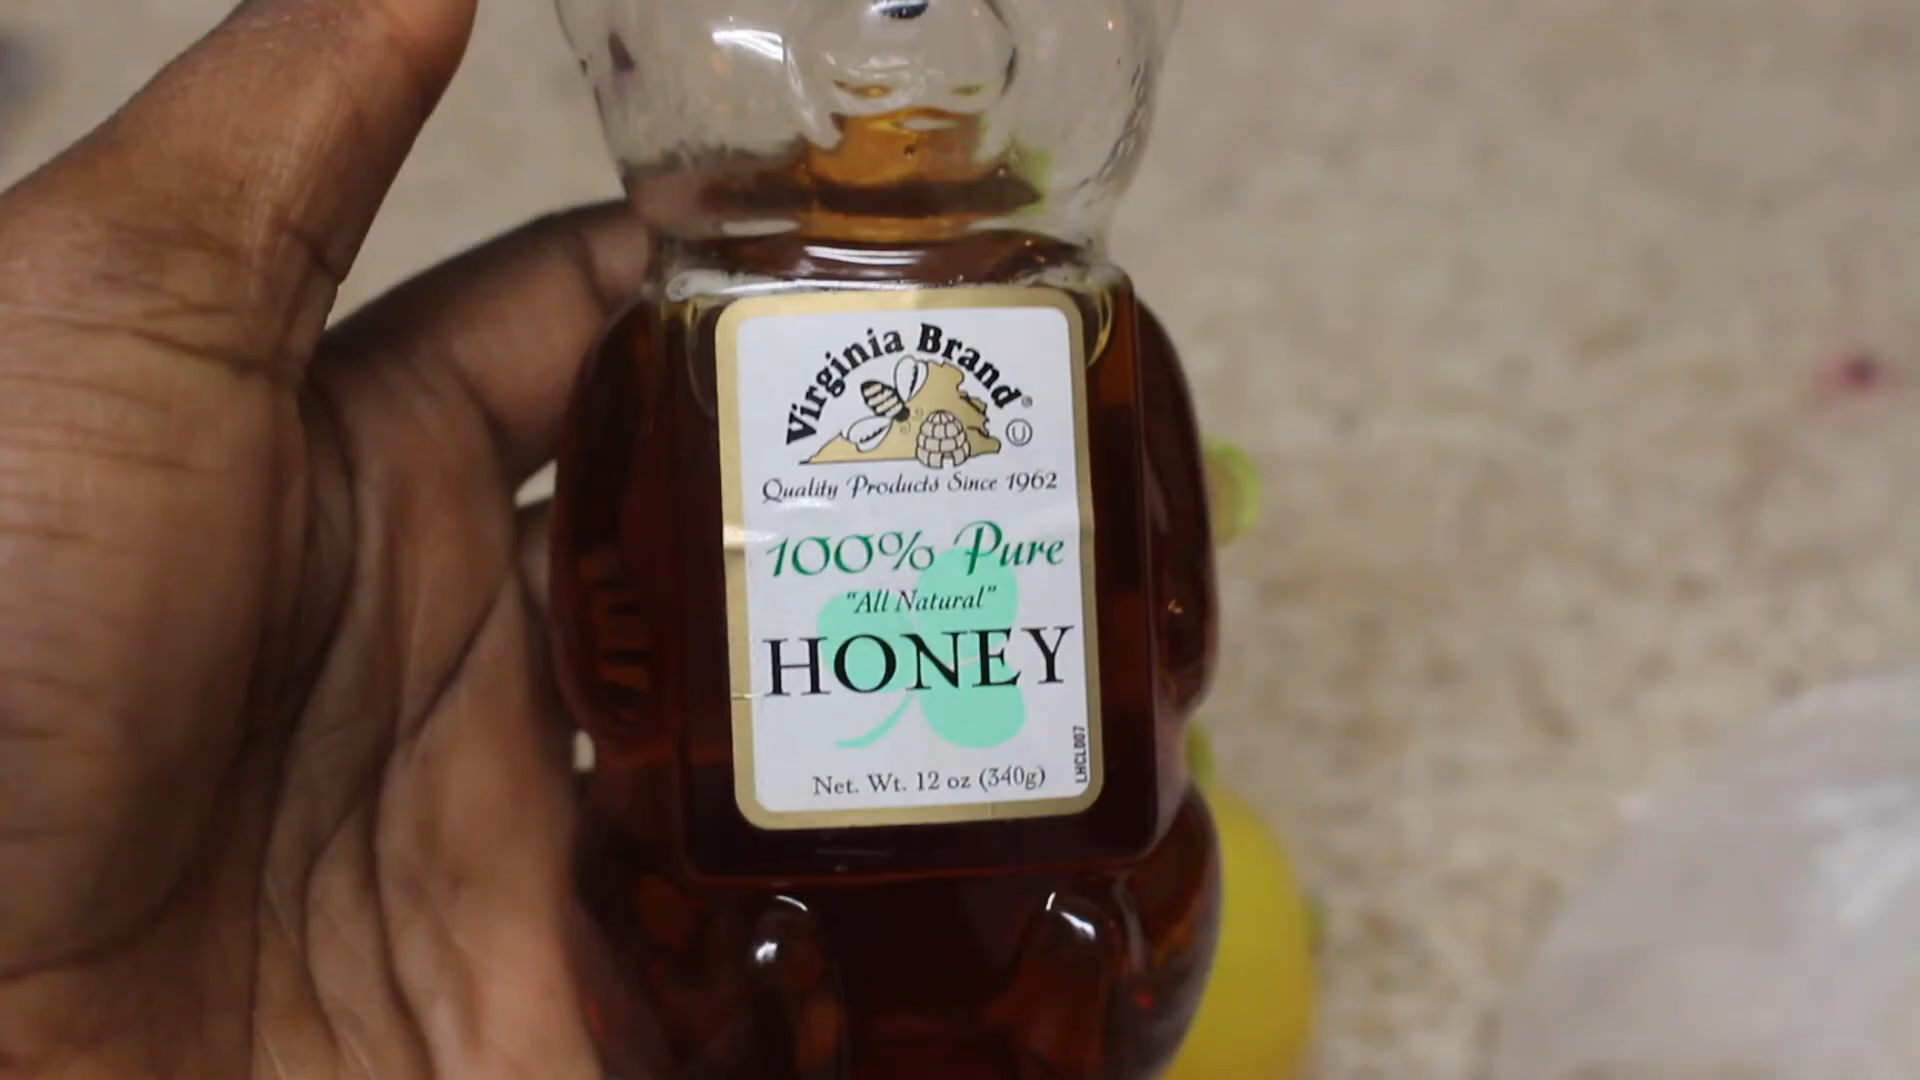 Virginia Brand®
Ⓤ
Quality Products Since 1962
100% Pure
"All Natural"
HONEY
LHCL007
Net. Wt. 12 oz (340g)